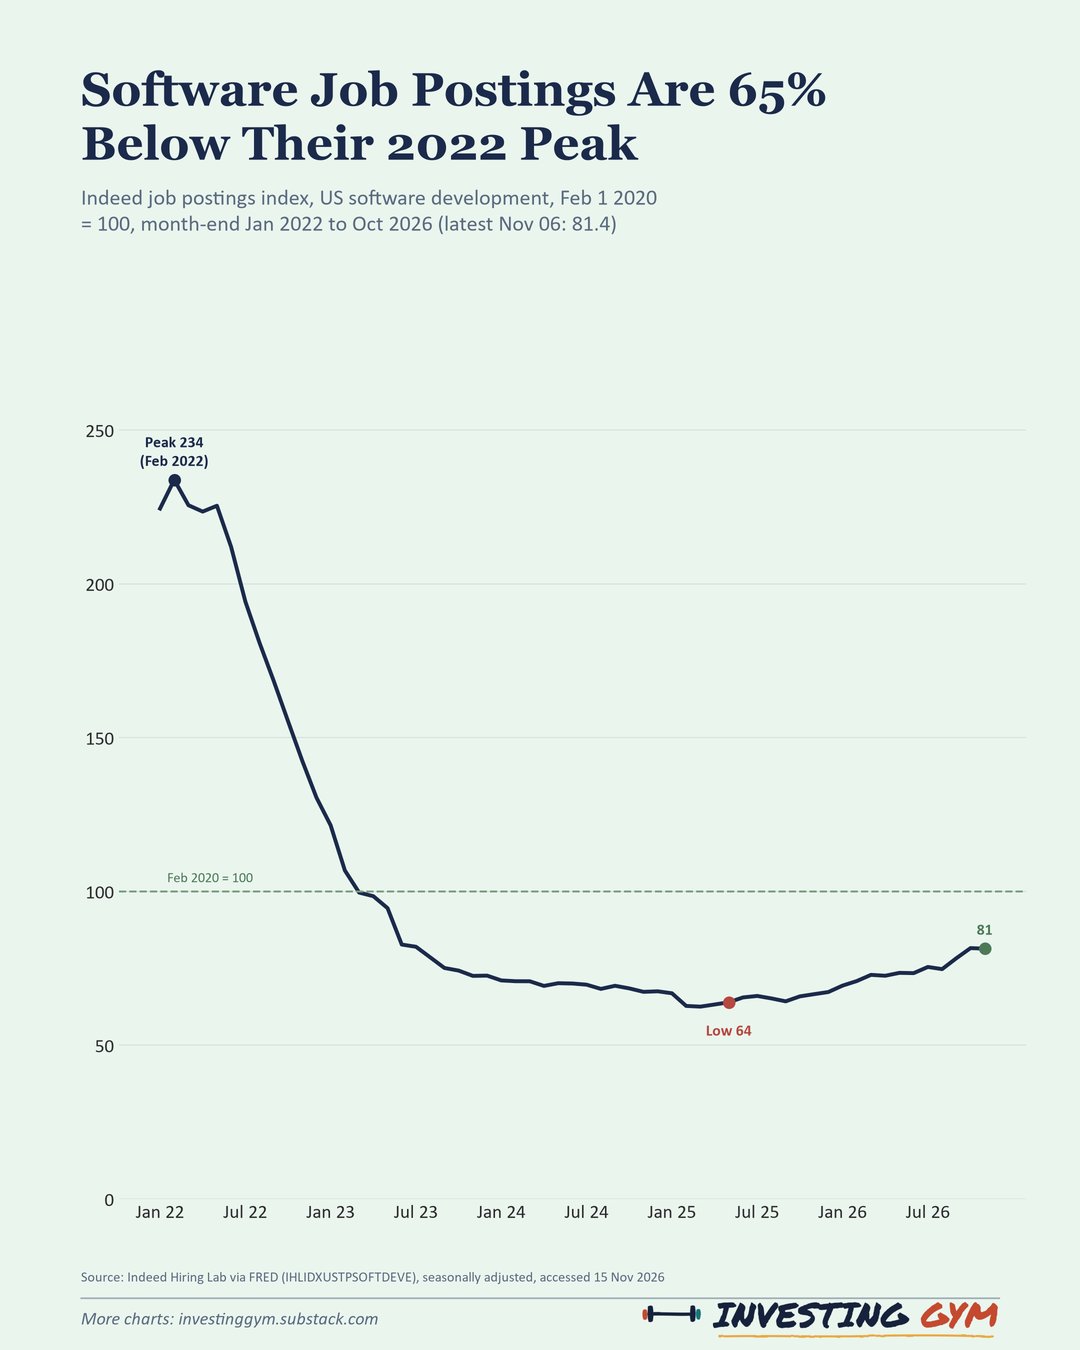 Software Job Postings Are 65%
Below Their 2022 Peak
Indeed job postings index, US software development, Feb 1 2020
= 100, month-end Jan 2022 to Oct 2026 (latest Nov 06: 81.4)
250
Peak 234
(Feb 2022)
200
150
Feb 2020 = 100
100
81
Low 64
50
0
Jan 22 Jul 22 Jan 23 Jul 23 Jan 24 Jul 24 Jan 25 Jul 25 Jan 26 Jul 26
Source: Indeed Hiring Lab via FRED (IHLIDXUSTPSOFTDEVE), seasonally adjusted, accessed 15 Nov 2026
More charts: investinggym.substack.com
INVESTING GYM